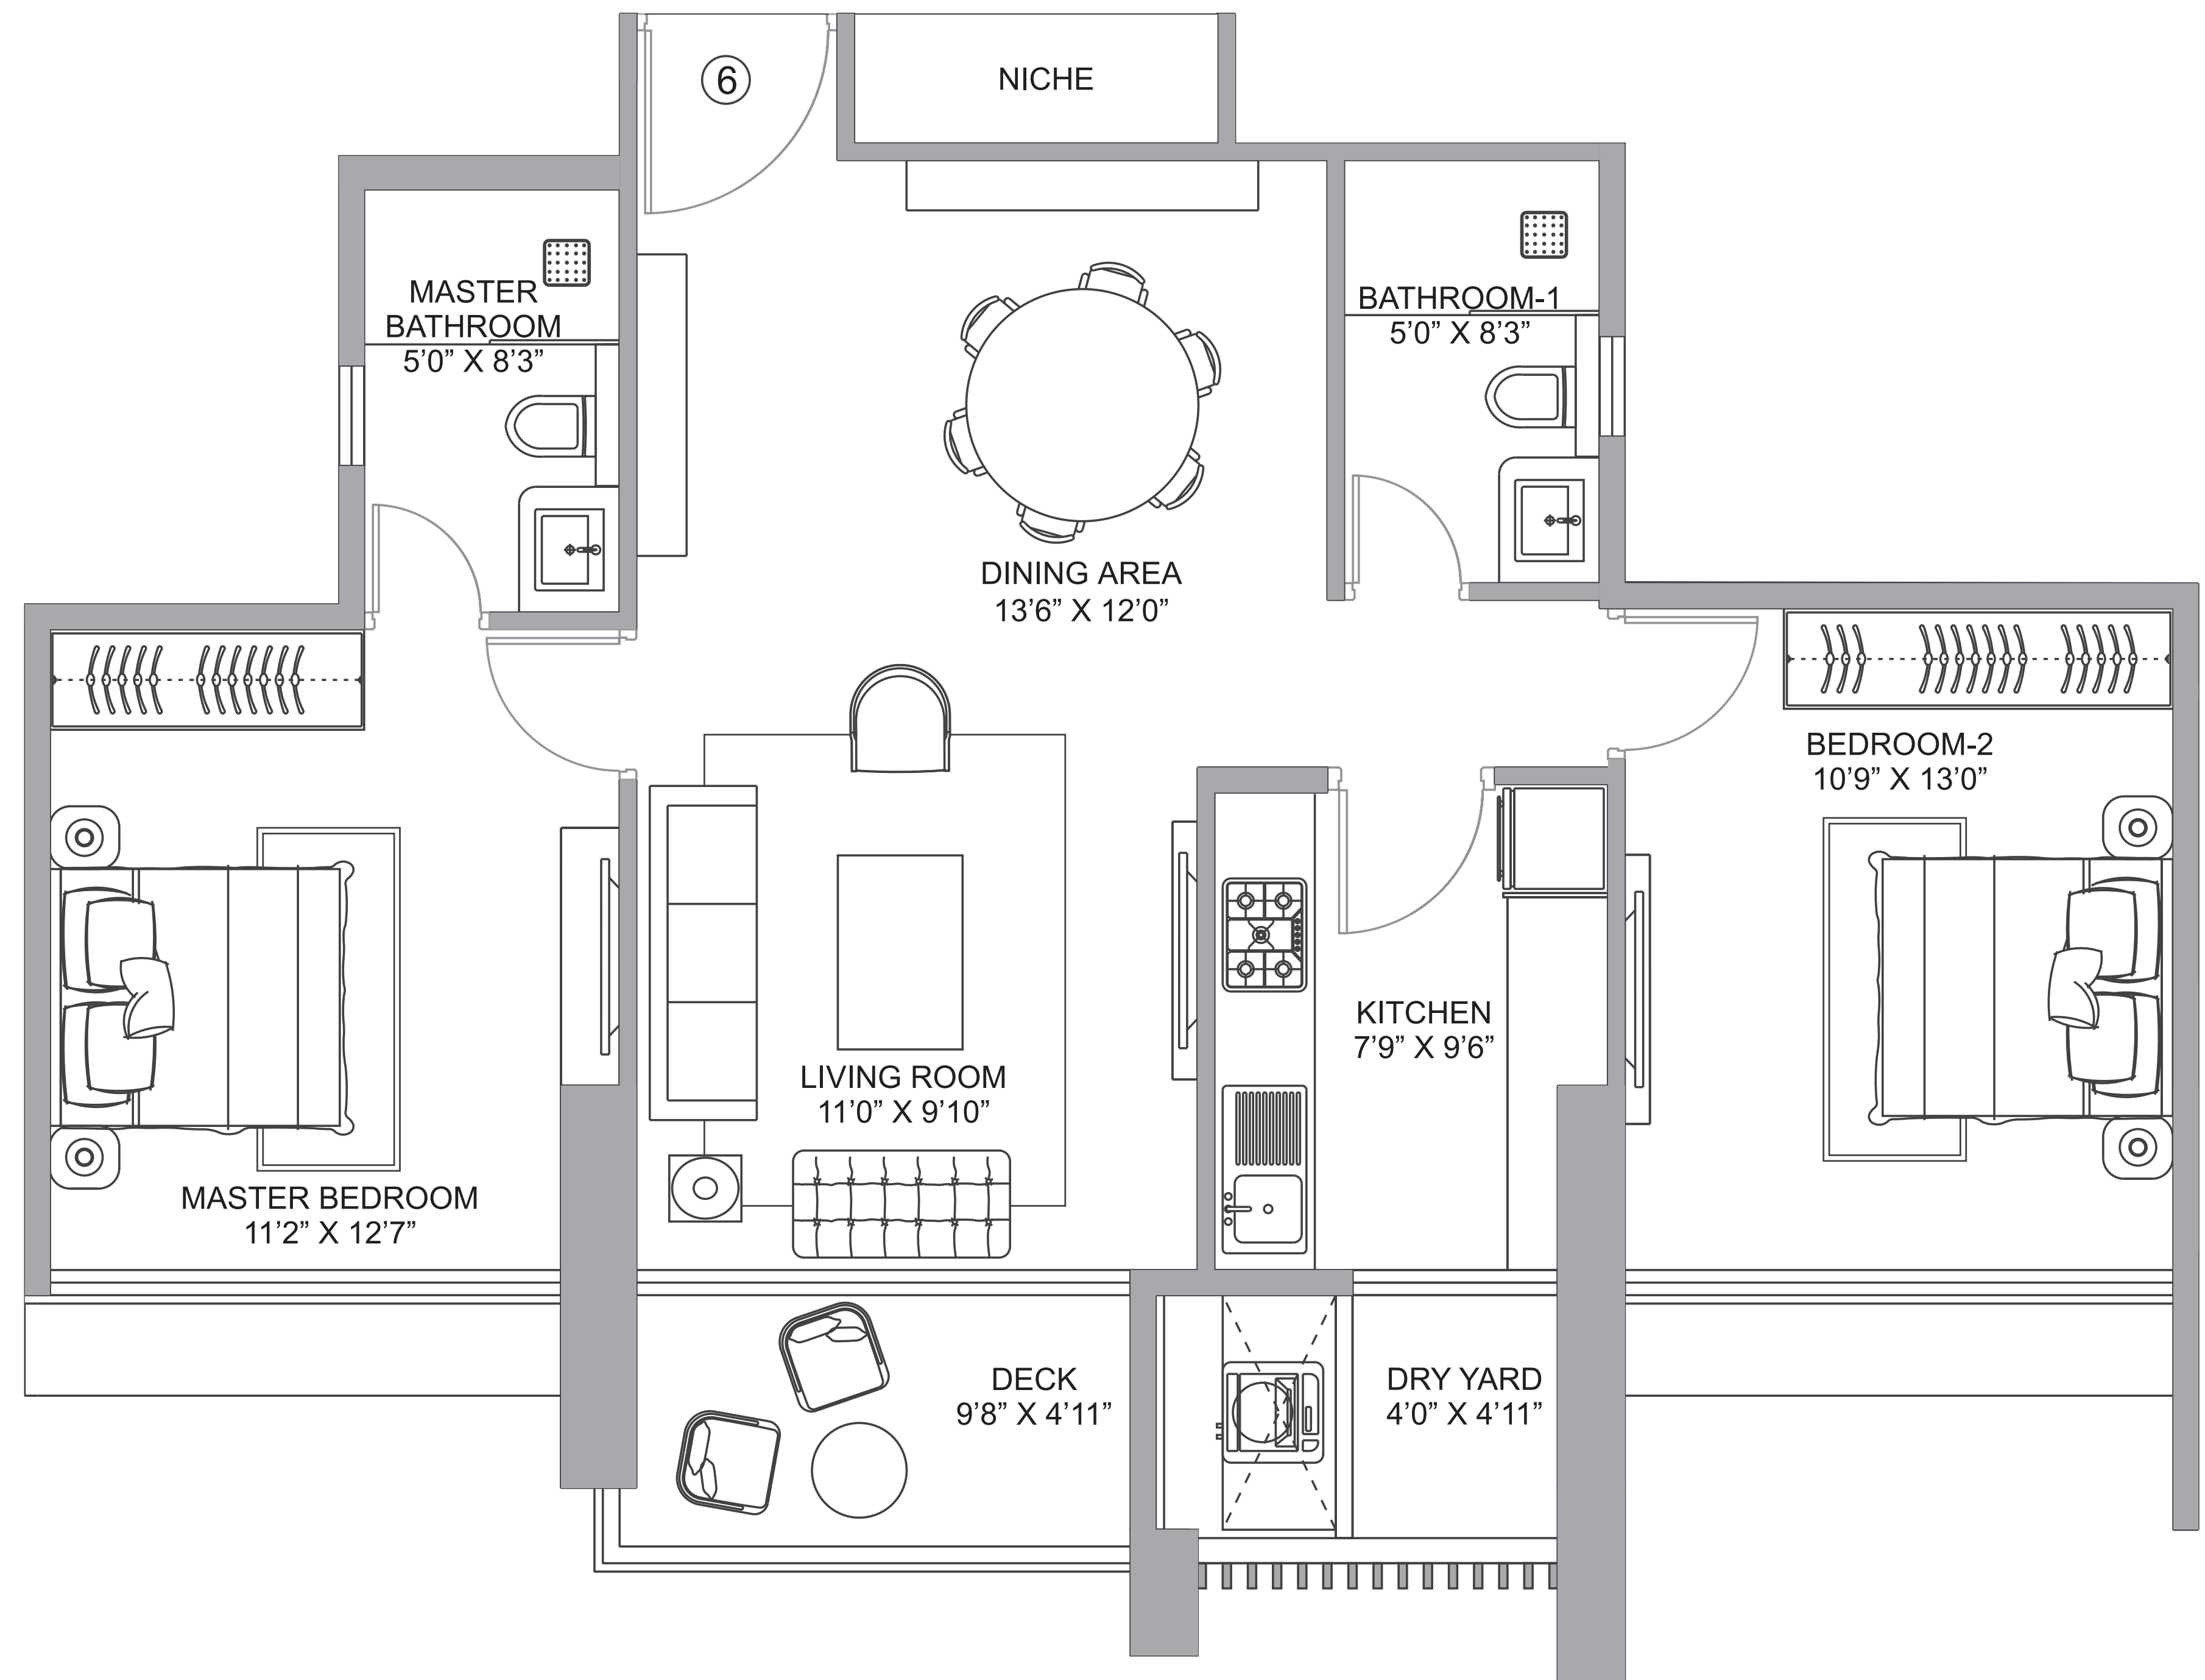 6
NICHE
MASTER
BATHROOM
5’0” X 8’3”
BATHROOM-1
5’0” X 8’3”
DINING AREA
13’6” X 12’0”
BEDROOM-2
10’9” X 13’0”
KITCHEN
7’9” X 9’6”
LIVING ROOM
11’0” X 9’10”
MASTER BEDROOM
11’2” X 12’7”
DECK
9’8” X 4’11”
DRY YARD
4’0” X 4’11”